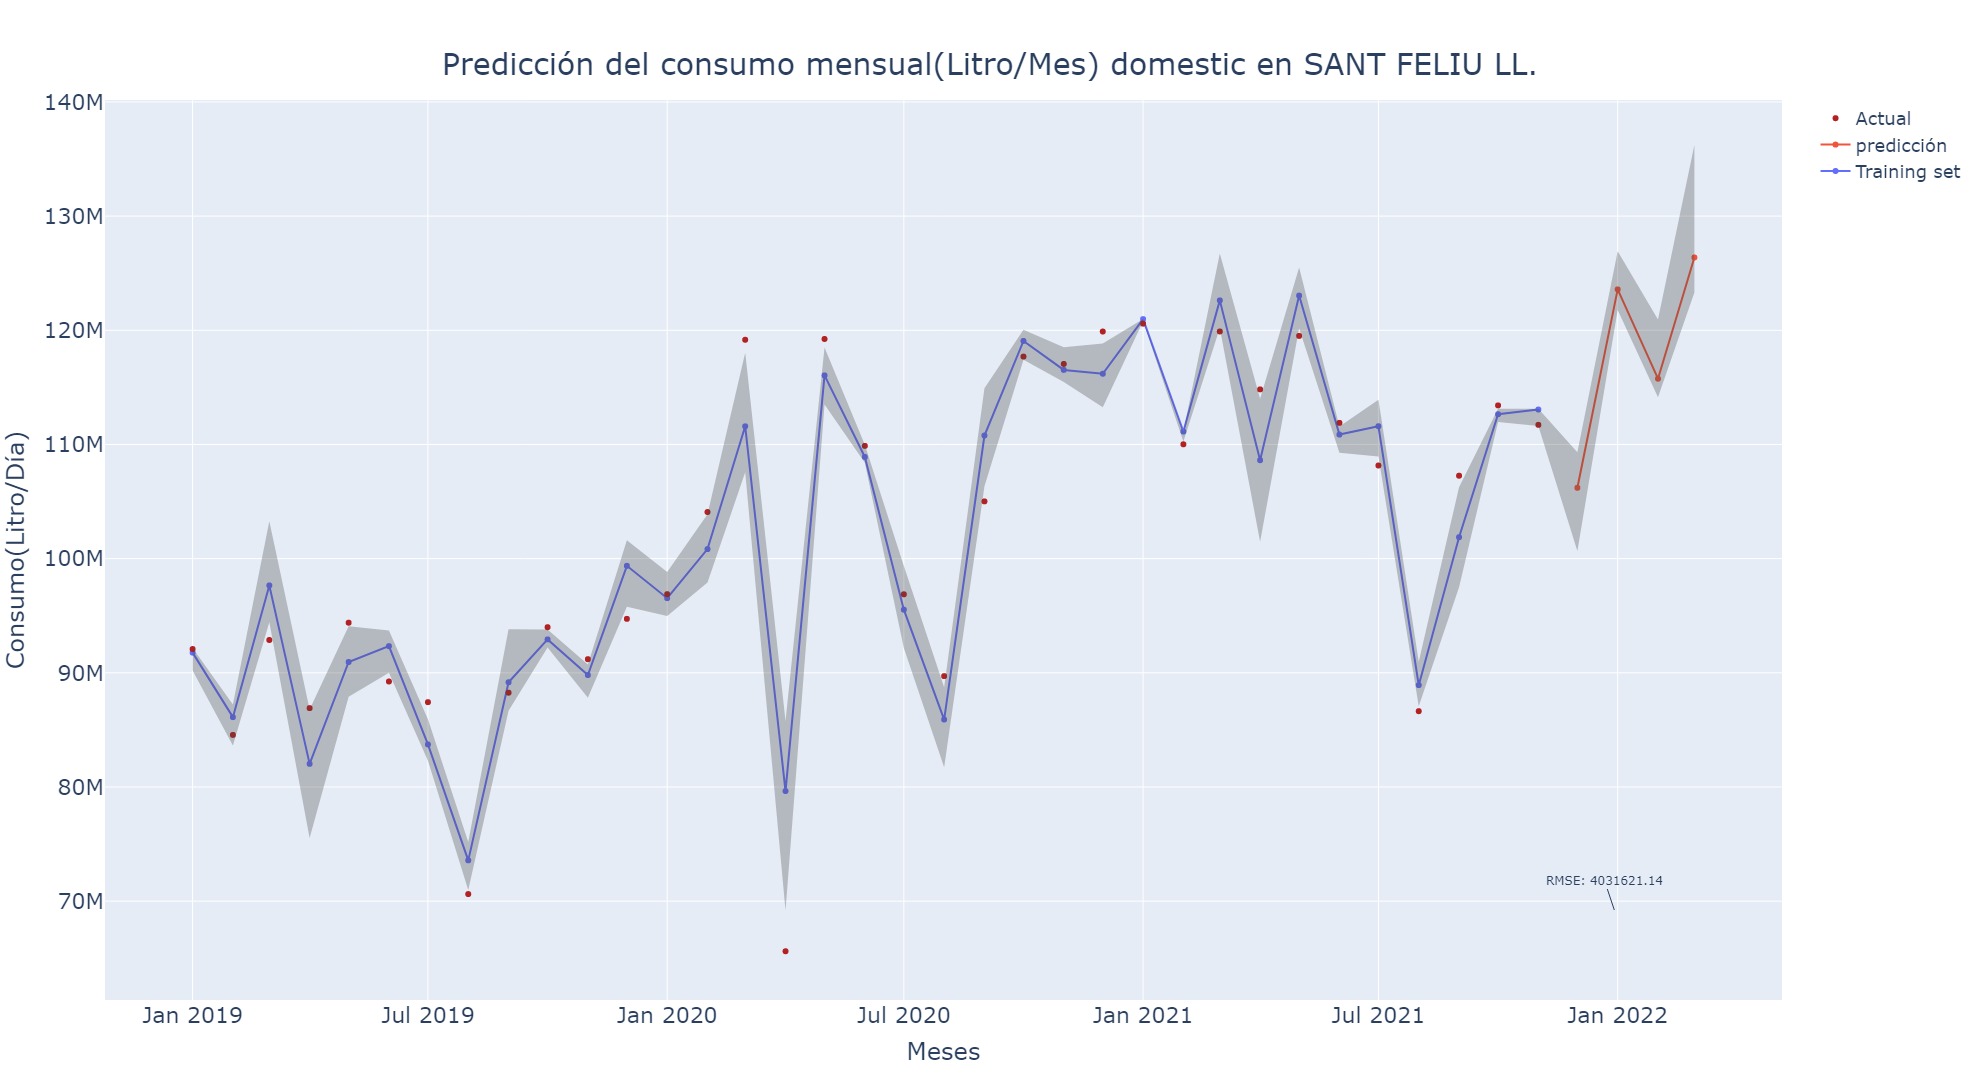 Predicción del consumo mensual(Litro/Mes) domestic en SANT FELIU LL.
140M
130M
120M
110M
100M
90M
80M
70M
Consumo(Litro/Día)
Actual
predicción
Training set
RMSE: 4031621.14
Jan 2019
Jul 2019
Jan 2020
Jul 2020
Jan 2021
Jul 2021
Jan 2022
Meses